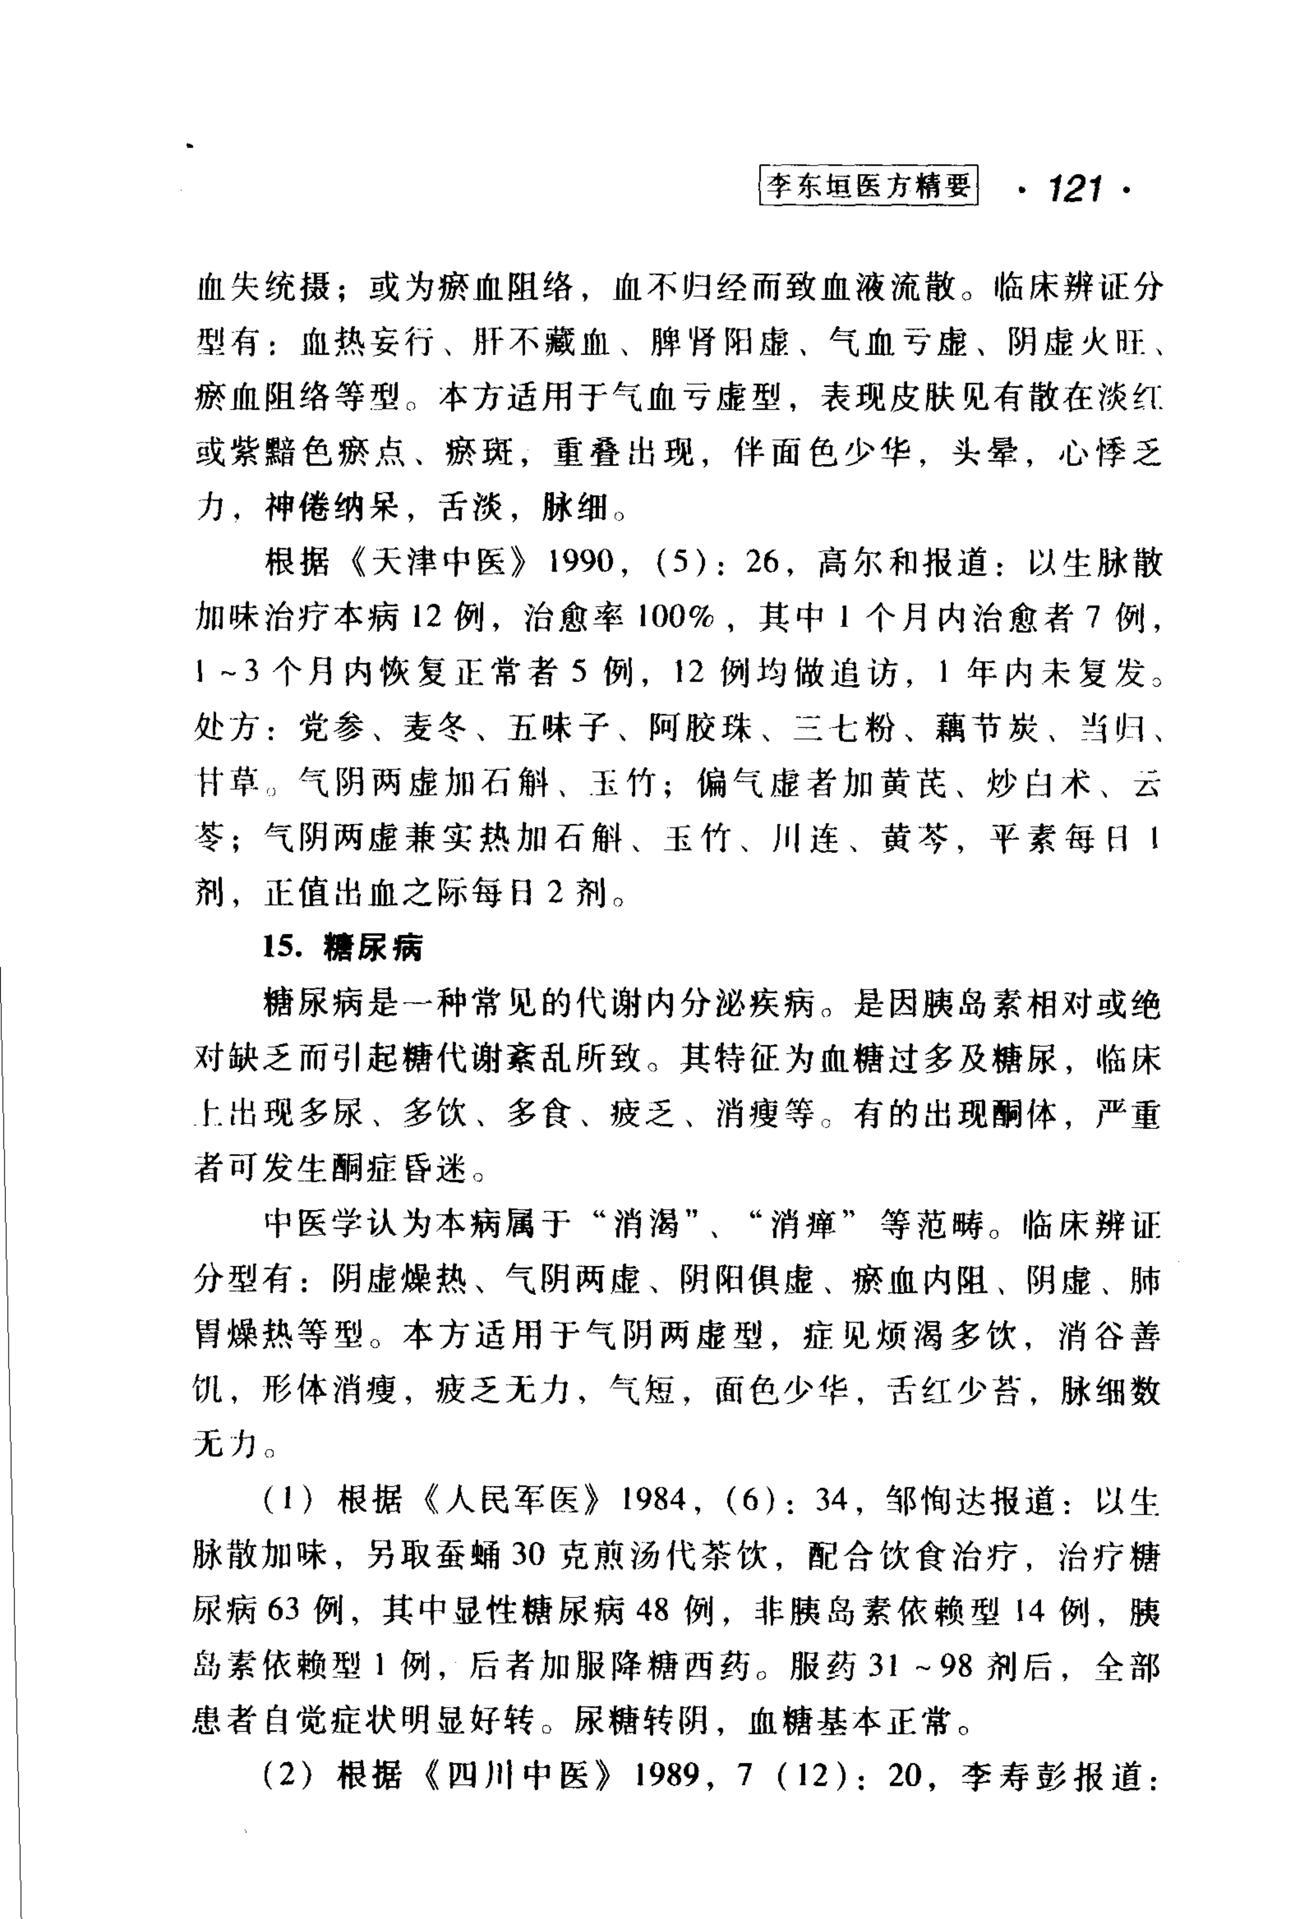 李东垣医方精要 · 121 ·
血失统摄；或为瘀血阻络，血不归经而致血液流散。临床辨证分
型有：血热妄行、肝不藏血、脾肾阳虚、气血亏虚、阴虚火旺、
瘀血阻络等型。本方适用于气血亏虚型，表现皮肤见有散在淡红
或紫黯色瘀点、瘀斑，重叠出现，伴面色少华，头晕，心悸乏
力，神倦纳呆，舌淡，脉细。
根据《天津中医》1990，(5)：26，高尔和报道：以生脉散
加味治疗本病 12 例，治愈率 100%，其中 1 个月内治愈者 7 例，
1～3 个月内恢复正常者 5 例，12 例均做追访，1 年内未复发。
处方：党参、麦冬、五味子、阿胶珠、三七粉、藕节炭、当归、
甘草。气阴两虚加石斛、玉竹；偏气虚者加黄芪、炒白术、云
苓；气阴两虚兼实热加石斛、玉竹、川连、黄芩，平素每日 1
剂，正值出血之际每日 2 剂。
15. 糖尿病
糖尿病是一种常见的代谢内分泌疾病。是因胰岛素相对或绝
对缺乏而引起糖代谢紊乱所致。其特征为血糖过多及糖尿，临床
上出现多尿、多饮、多食、疲乏、消瘦等。有的出现酮体，严重
者可发生酮症昏迷。
中医学认为本病属于“消渴”、“消瘅”等范畴。临床辨证
分型有：阴虚燥热、气阴两虚、阴阳俱虚、瘀血内阻、阴虚、肺
胃燥热等型。本方适用于气阴两虚型，症见烦渴多饮，消谷善
饥，形体消瘦，疲乏无力，气短，面色少华，舌红少苔，脉细数
无力。
(1) 根据《人民军医》1984，(6)：34，邹恂达报道：以生
脉散加味，另取蚕蛹 30 克煎汤代茶饮，配合饮食治疗，治疗糖
尿病 63 例，其中显性糖尿病 48 例，非胰岛素依赖型 14 例，胰
岛素依赖型 1 例，后者加服降糖西药。服药 31～98 剂后，全部
患者自觉症状明显好转。尿糖转阴，血糖基本正常。
(2) 根据《四川中医》1989，7 (12)：20，李寿彭报道：